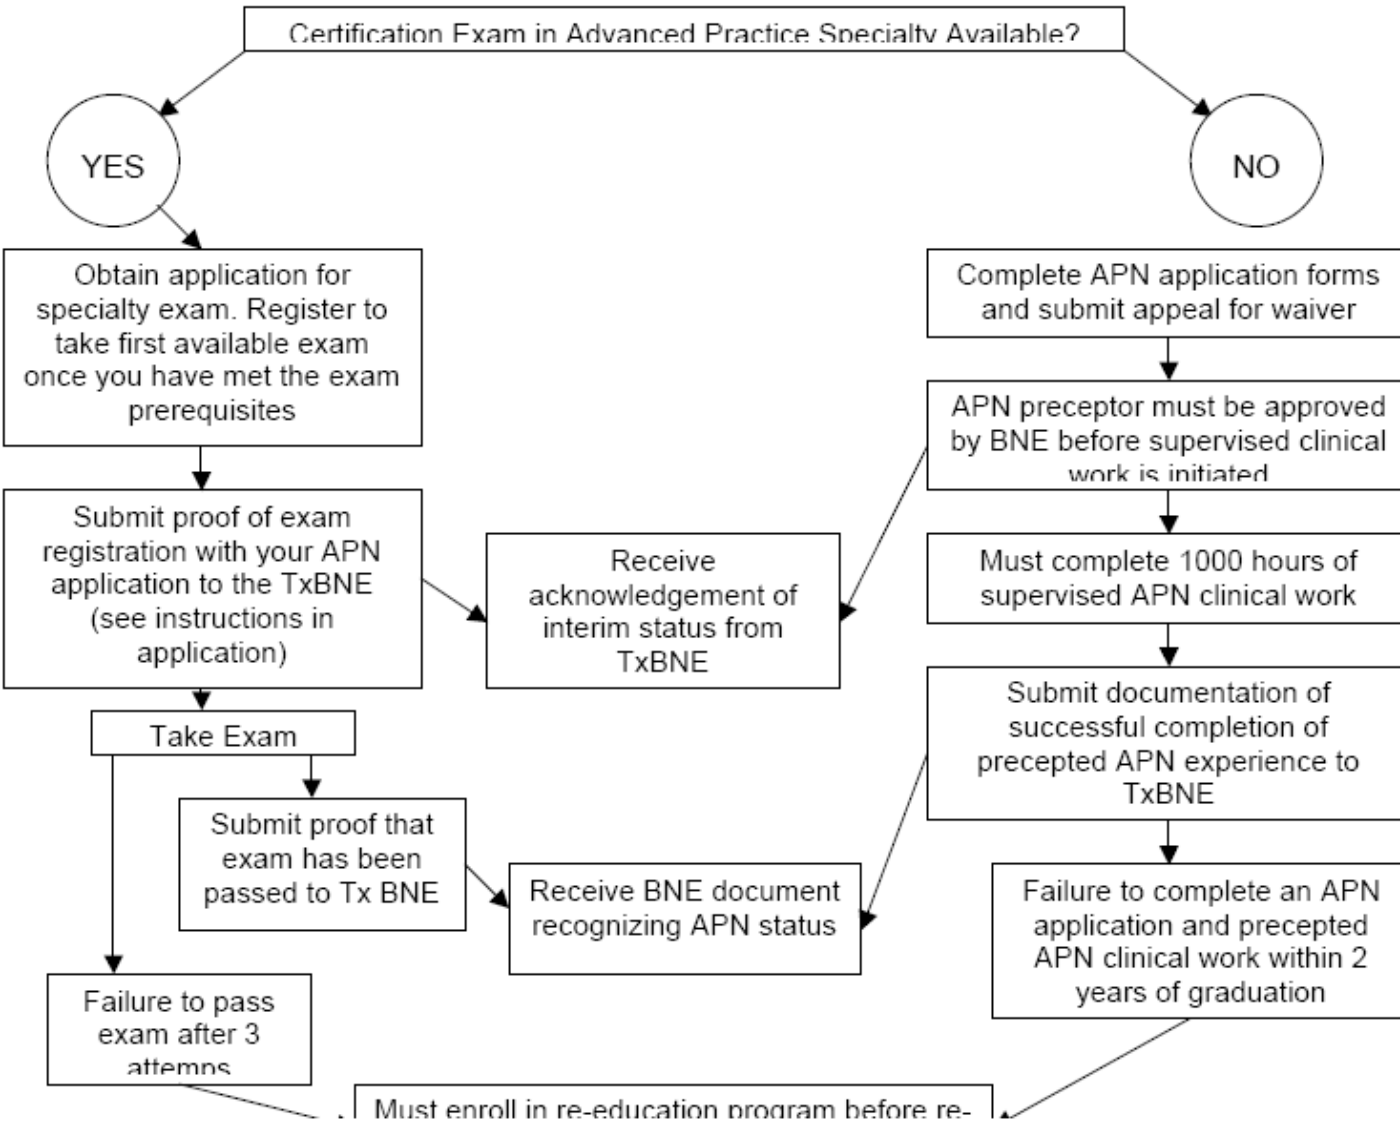 Certification Exam in Advanced Practice Specialty Available?
YES
NO
Obtain application for
specialty exam. Register to
take first available exam
once you have met the exam
prerequisites
Complete APN application forms
and submit appeal for waiver
APN preceptor must be approved
by BNE before supervised clinical
work is initiated
Submit proof of exam
registration with your APN
application to the TxBNE
(see instructions in
application)
Receive
acknowledgement of
interim status from
TxBNE
Must complete 1000 hours of
supervised APN clinical work
Submit documentation of
successful completion of
precepted APN experience to
TxBNE
Take Exam
Submit proof that
exam has been
passed to Tx BNE
Receive BNE document
recognizing APN status
Failure to complete an APN
application and precepted
APN clinical work within 2
years of graduation
Failure to pass
exam after 3
attemps
Must enroll in re-education program before re-